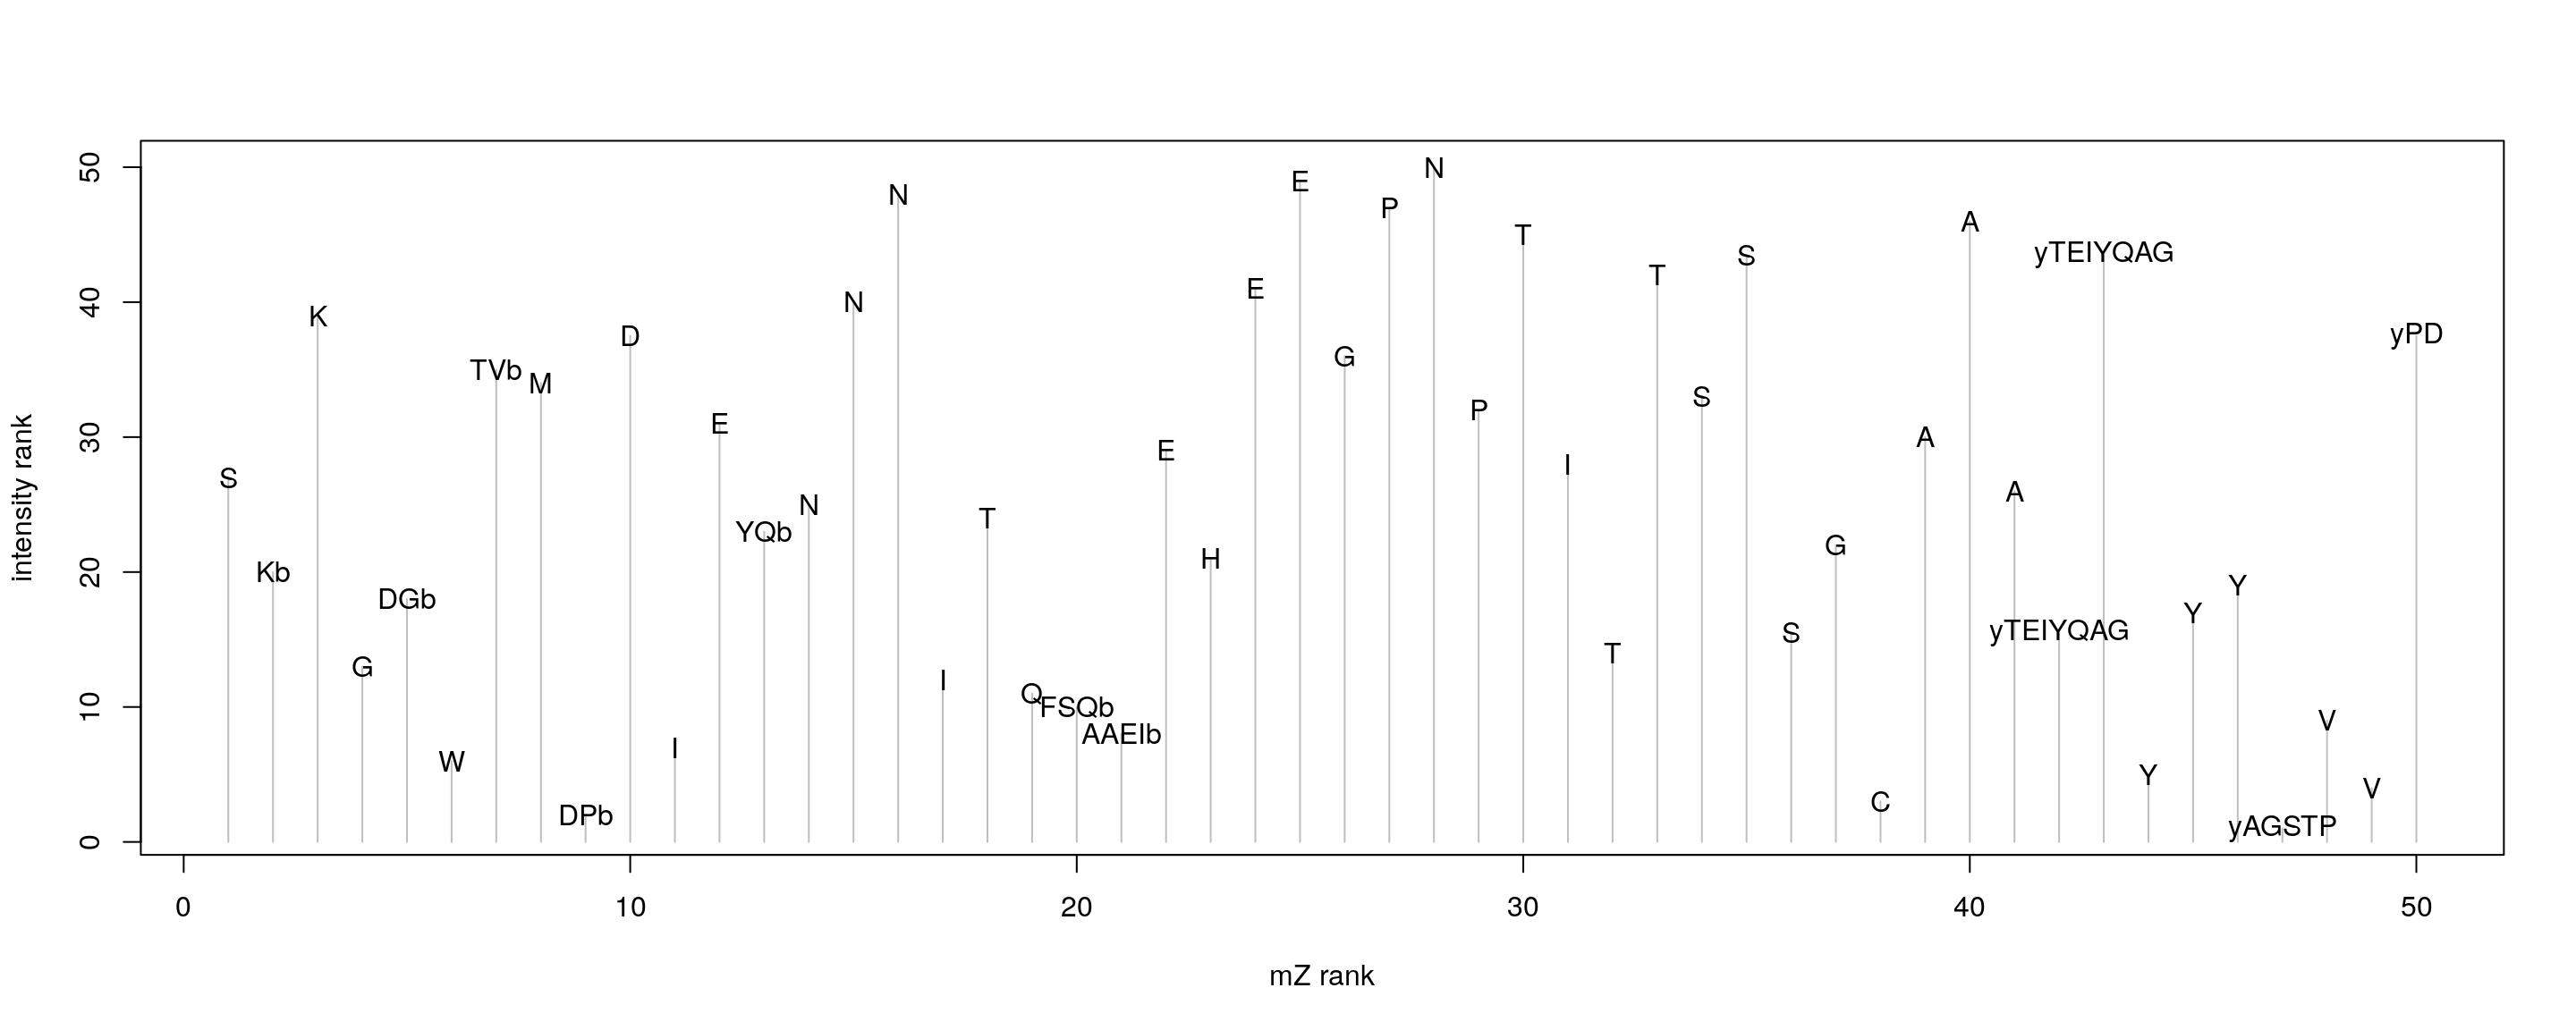 50
N
E
N
P
A
T
yTEIYQAG
S
T
E
40
N
K
D
yPD
G
TVb
M
S
P
30
E
A
E
I
S
A
N
T
YQb
G
H
20
Kb
Y
DGb
Y
S
yTEIYQAG
T
G
I
Q
10
FSQb
V
AAEIb
I
W
Y
V
C
DPb
yAGSTP
0
intensity rank
0
10
20
30
40
50
mZ rank